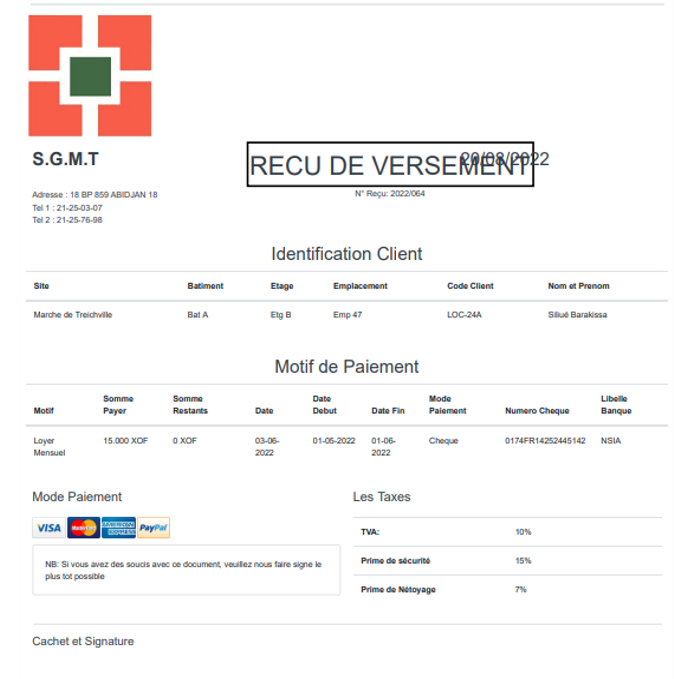 S.G.M.T
RECU DE VERSEMENT
20/08/2022
Adresse : 18 BP 859 ABIDJAN 18
Tel 1 : 21-25-03-07
Tel 2 : 21-25-76-98
N° Reçu: 2022/064
Identification Client
Site Batiment Etage Emplacement Code Client Nom et Prenom
Marche de Treichville Bat A Etg B Emp 47 LOC-24A Silué Barakissa
Motif de Paiement
Motif Somme Payer Somme Restants Date Date Debut Date Fin Mode Paiement Numero Cheque Libelle Banque
Loyer Mensuel 15.000 XOF 0 XOF 03-06-2022 01-05-2022 01-06-2022 Cheque 0174FR14252445142 NSIA
Mode Paiement
VISA MasterCard AMERICAN EXPRESS PayPal
NB: Si vous avez des soucis avec ce document, veuillez nous faire signe le
plus tot possible
Les Taxes
TVA: 10%
Prime de sécurité 15%
Prime de Nétoyage 7%
Cachet et Signature